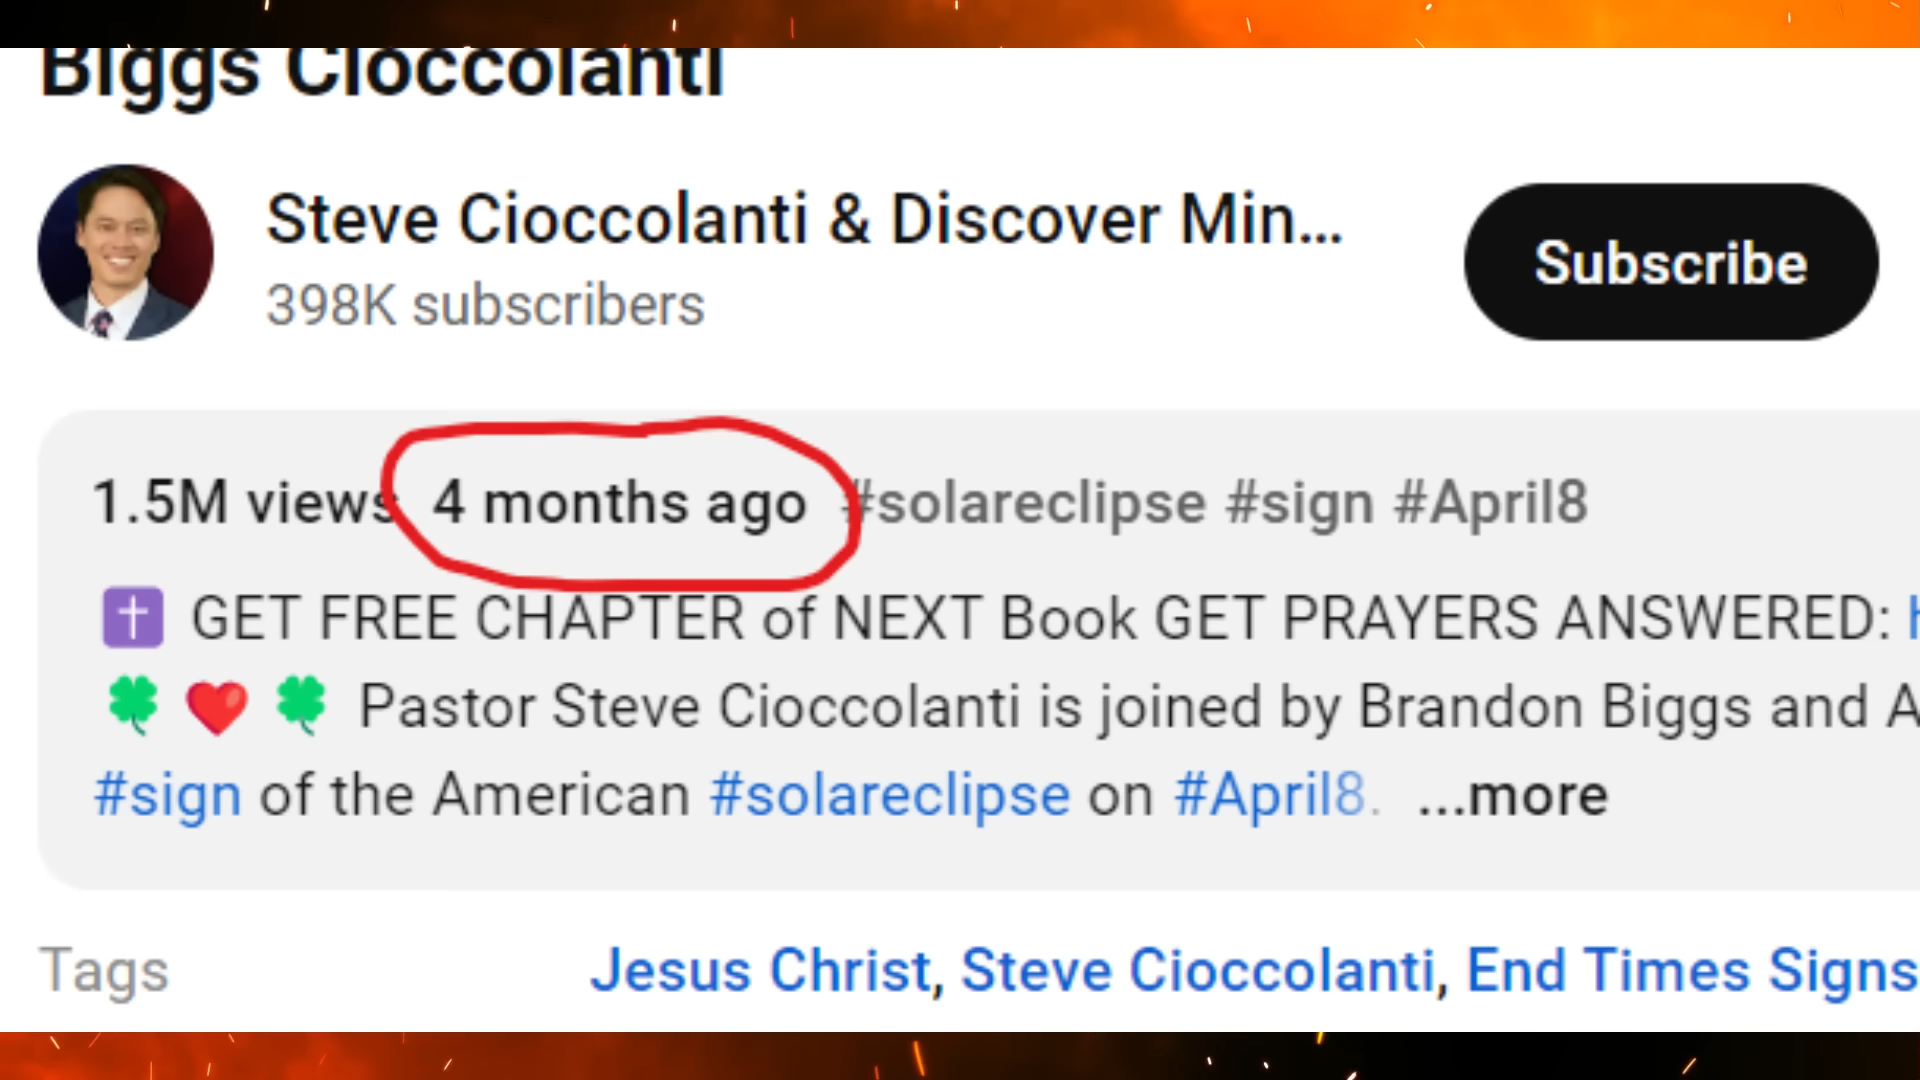 Biggs Cioccolanti
Steve Cioccolanti & Discover Min...
398K subscribers
Subscribe
1.5M views 4 months ago #solareclipse #sign #April8
✝ GET FREE CHAPTER of NEXT Book GET PRAYERS ANSWERED:
🍀 ❤️ 🍀 Pastor Steve Cioccolanti is joined by Brandon Biggs and A
#sign of the American #solareclipse on #April8. ...more
Tags
Jesus Christ, Steve Cioccolanti, End Times Signs